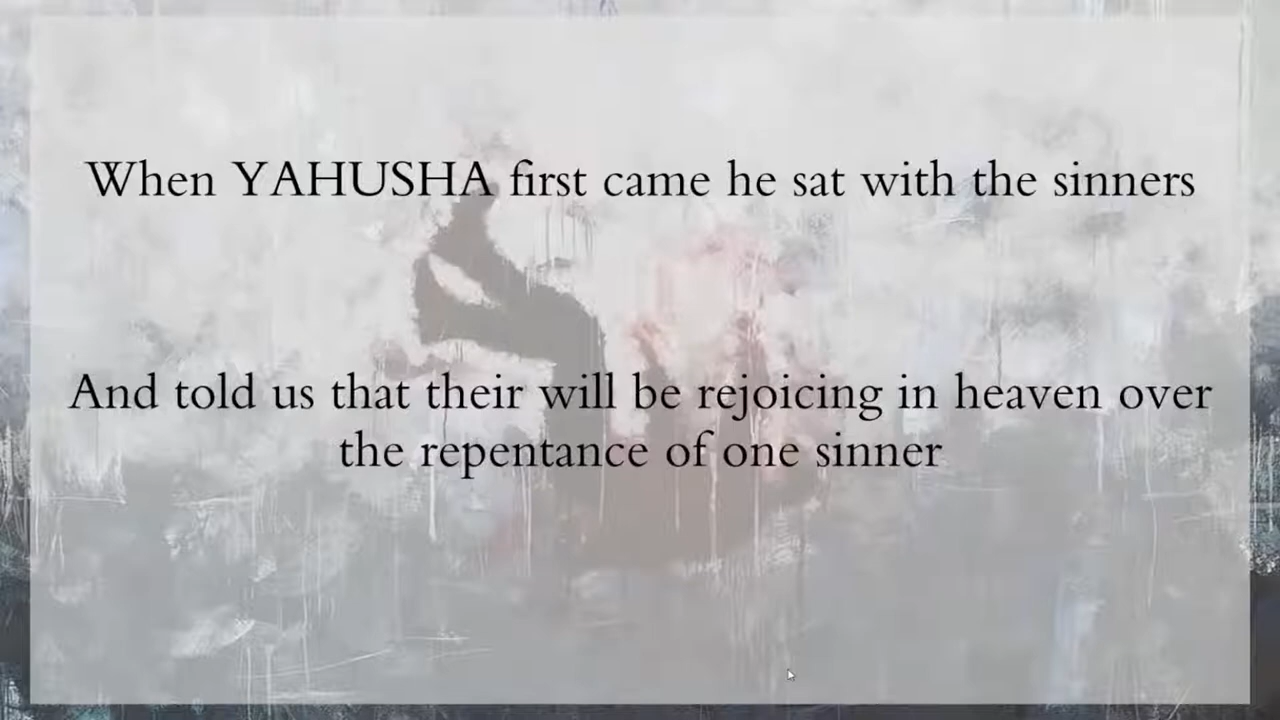 When YAHUSHA first came he sat with the sinners
And told us that their will be rejoicing in heaven over
the repentance of one sinner